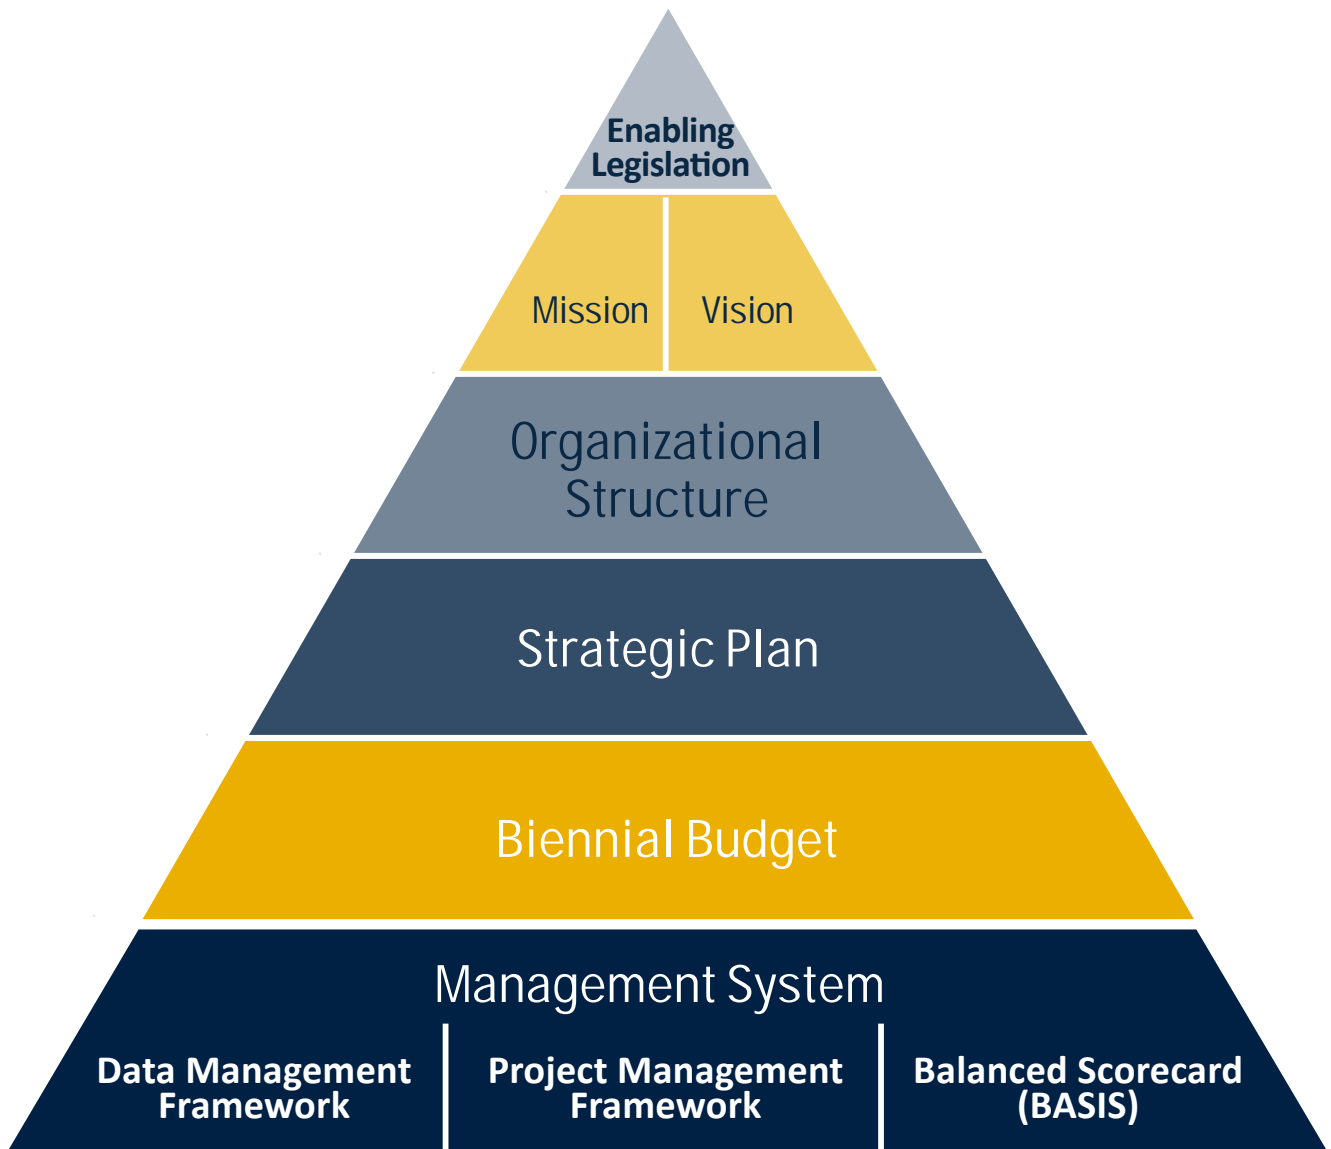 Enabling
Legislation
Mission
Vision
Organizational
Structure
Strategic Plan
Biennial Budget
Management System
Data Management
Framework
Project Management
Framework
Balanced Scorecard
(BASIS)